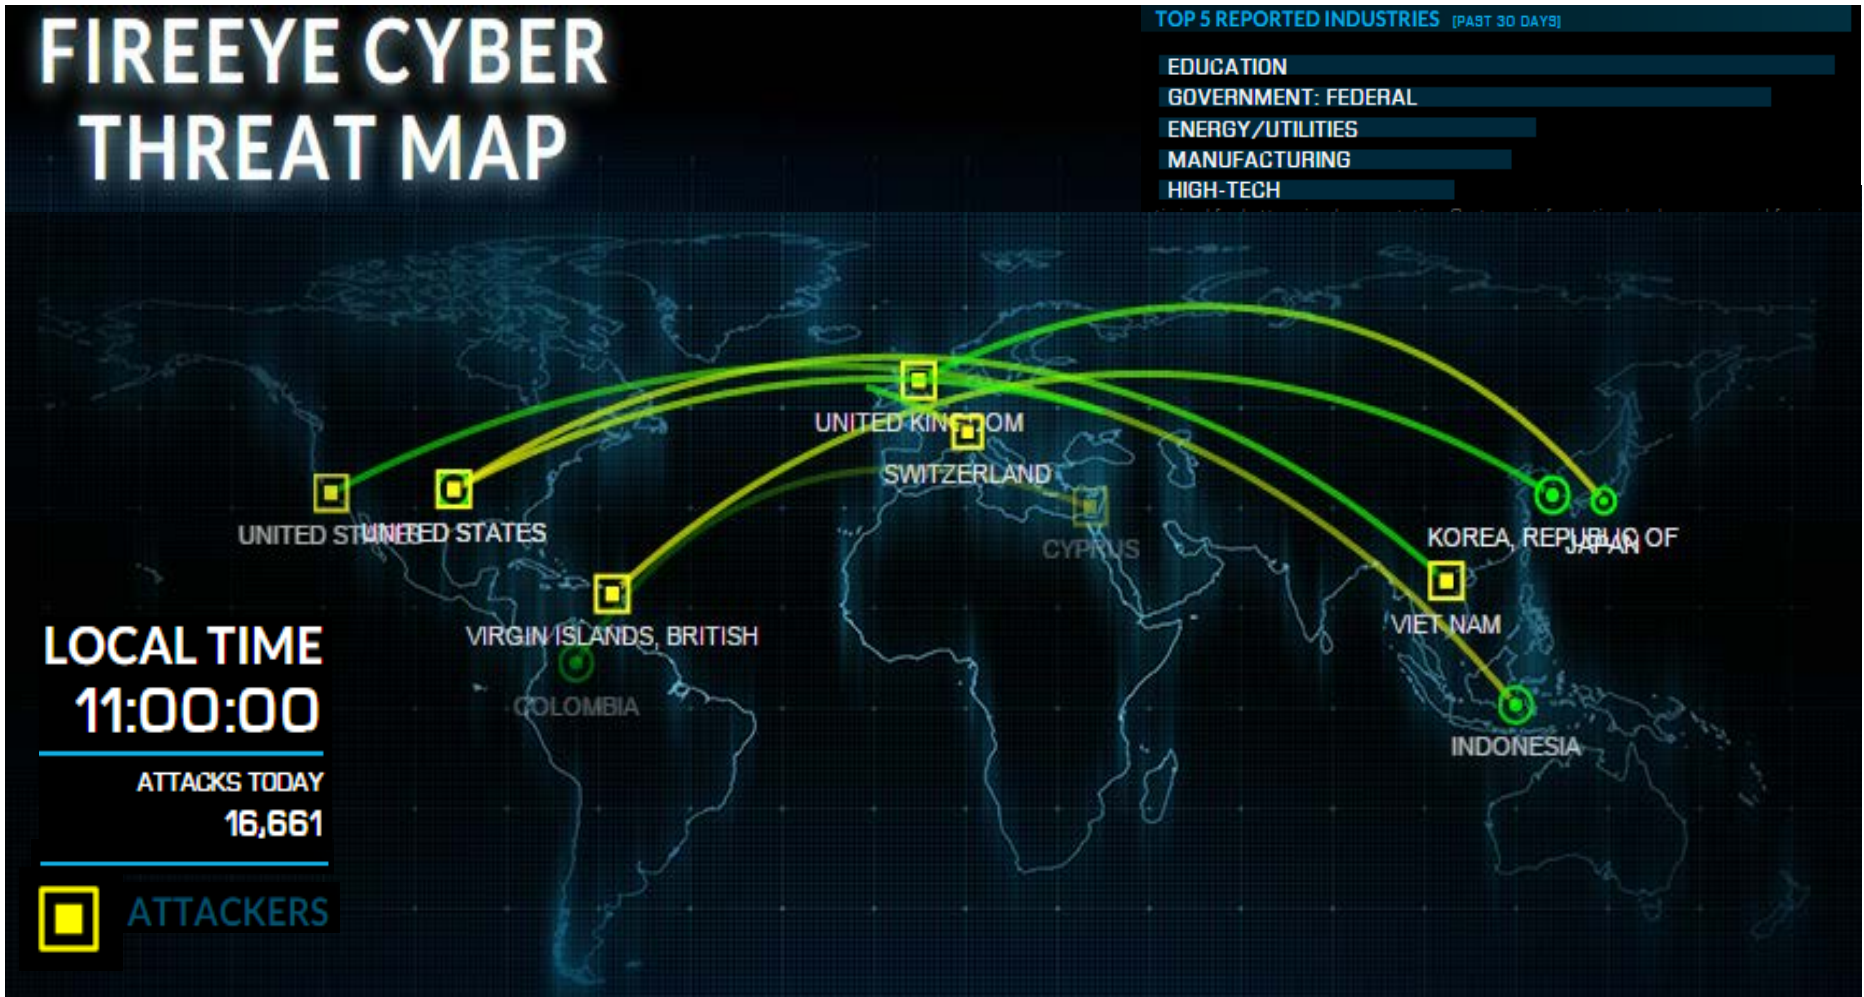 FIREEYE CYBER
THREAT MAP
TOP 5 REPORTED INDUSTRIES [PAST 30 DAYS]
EDUCATION
GOVERNMENT: FEDERAL
ENERGY/UTILITIES
MANUFACTURING
HIGH-TECH
UNITED KINGDOM
SWITZERLAND
UNITED STATES
UNITED STATES
CYPRUS
KOREA, REPUBLIC OF
JAPAN
VIRGIN ISLANDS, BRITISH
VIET NAM
COLOMBIA
INDONESIA
LOCAL TIME
11:00:00
ATTACKS TODAY
16,661
ATTACKERS